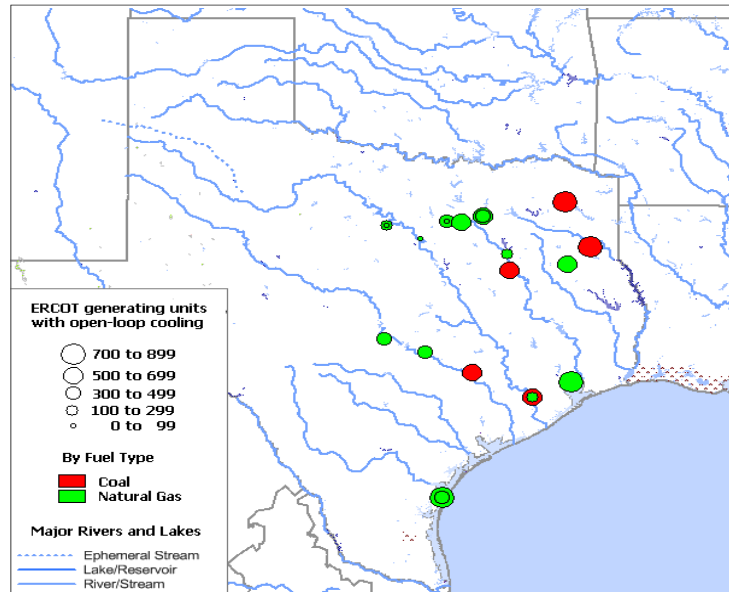 ERCOT generating units
with open-loop cooling
700 to 899
500 to 699
300 to 499
100 to 299
0 to 99
By Fuel Type
Coal
Natural Gas
Major Rivers and Lakes
Ephemeral Stream
Lake/Reservoir
River/Stream